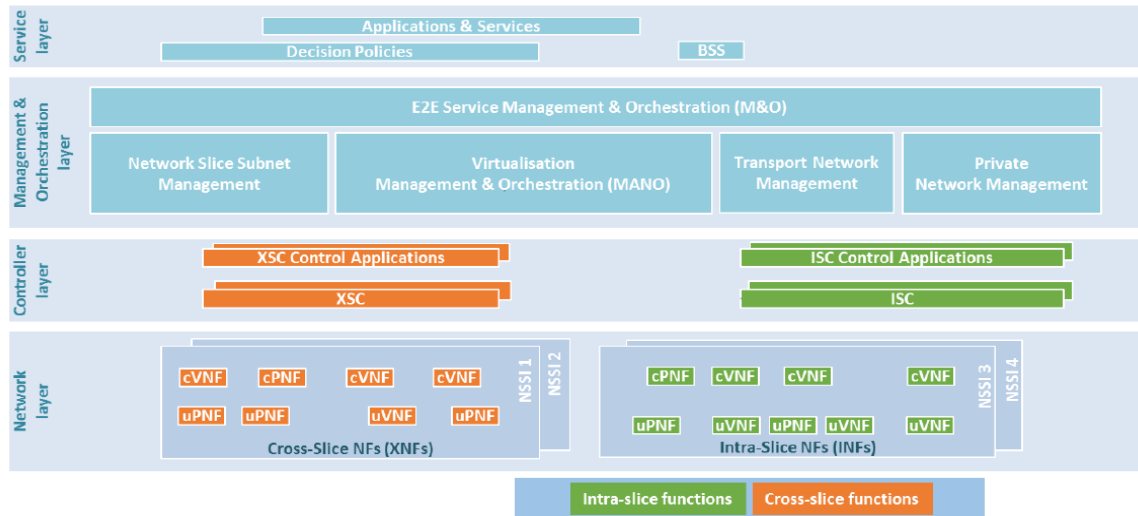 Service
layer
Applications & Services
Decision Policies
BSS
Management &
Orchestration
layer
E2E Service Management & Orchestration (M&O)
Network Slice Subnet
Management
Virtualisation
Management & Orchestration (MANO)
Transport Network
Management
Private
Network Management
Controller
layer
XSC Control Applications
ISC Control Applications
XSC
ISC
Network
layer
cVNF cPNF cVNF cVNF
uPNF uPNF uVNF uPNF
Cross-Slice NFs (XNFs)
NSSI 1
NSSI 2
cPNF cVNF cVNF cVNF
uPNF uVNF uPNF uVNF uVNF
Intra-Slice NFs (INFs)
NSSI 3
NSSI 4
Intra-slice functions
Cross-slice functions